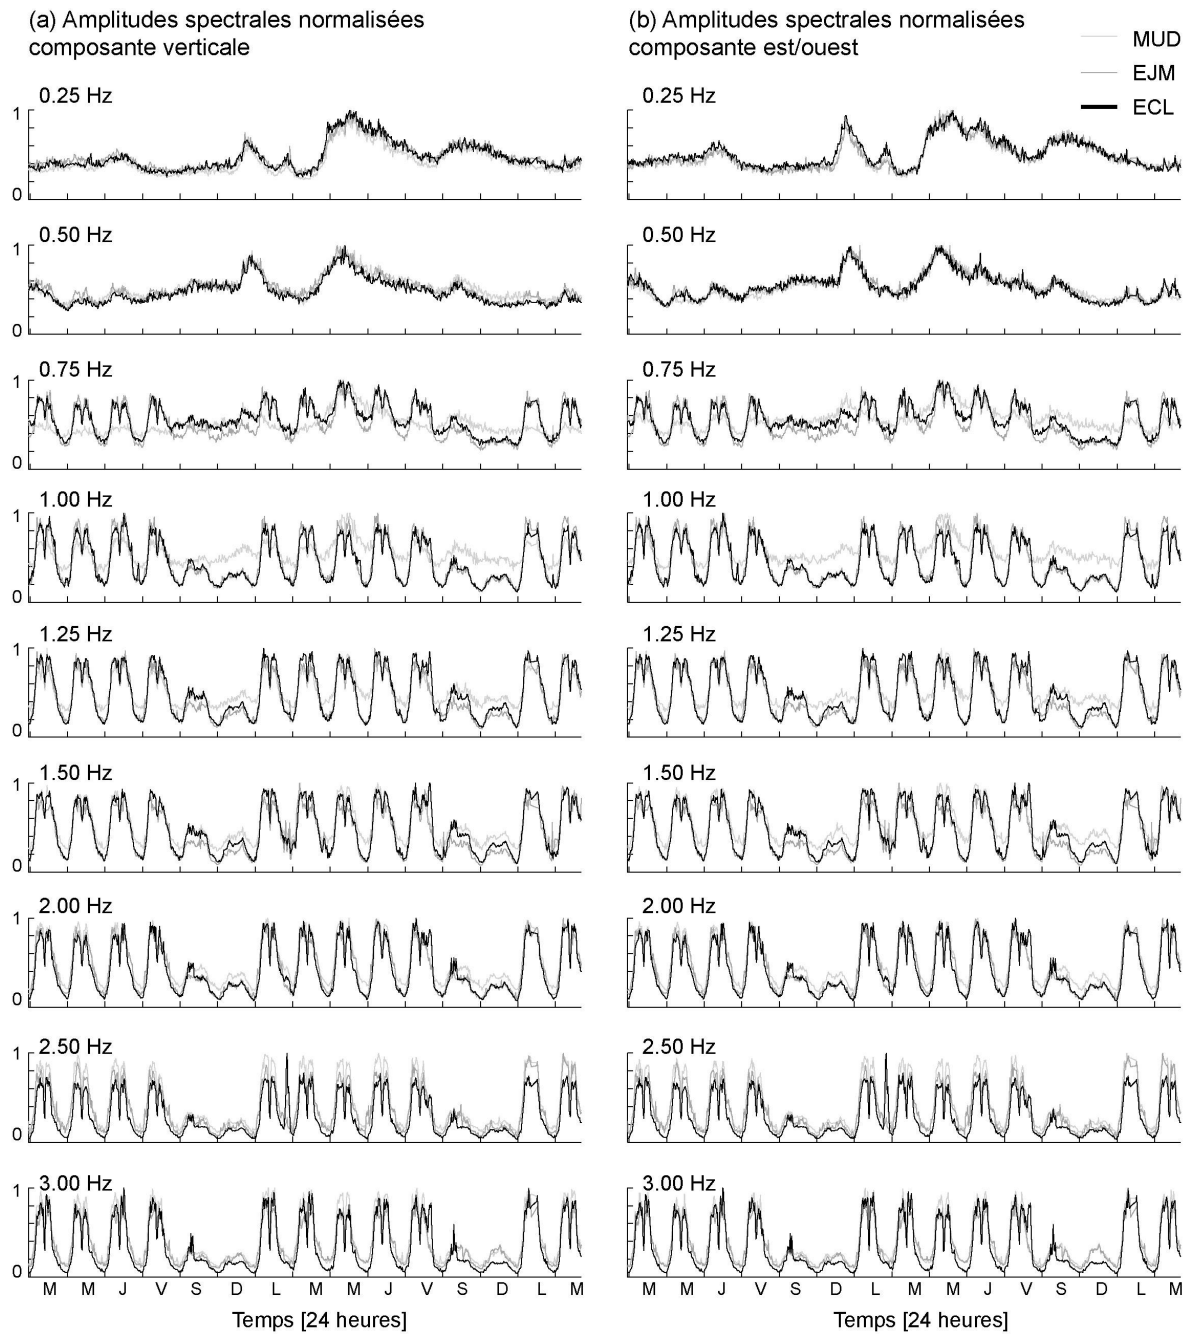 (a) Amplitudes spectrales normalisées
composante verticale
0.25 Hz
1
0
0.50 Hz
1
0
0.75 Hz
1
0
1.00 Hz
1
0
1.25 Hz
1
0
1.50 Hz
1
0
2.00 Hz
1
0
2.50 Hz
1
0
3.00 Hz
1
0
M M J V S D L M M J V S D L M
Temps [24 heures]
(b) Amplitudes spectrales normalisées
composante est/ouest
MUD
EJM
ECL
0.25 Hz
0.50 Hz
0.75 Hz
1.00 Hz
1.25 Hz
1.50 Hz
2.00 Hz
2.50 Hz
3.00 Hz
M M J V S D L M M J V S D L M
Temps [24 heures]